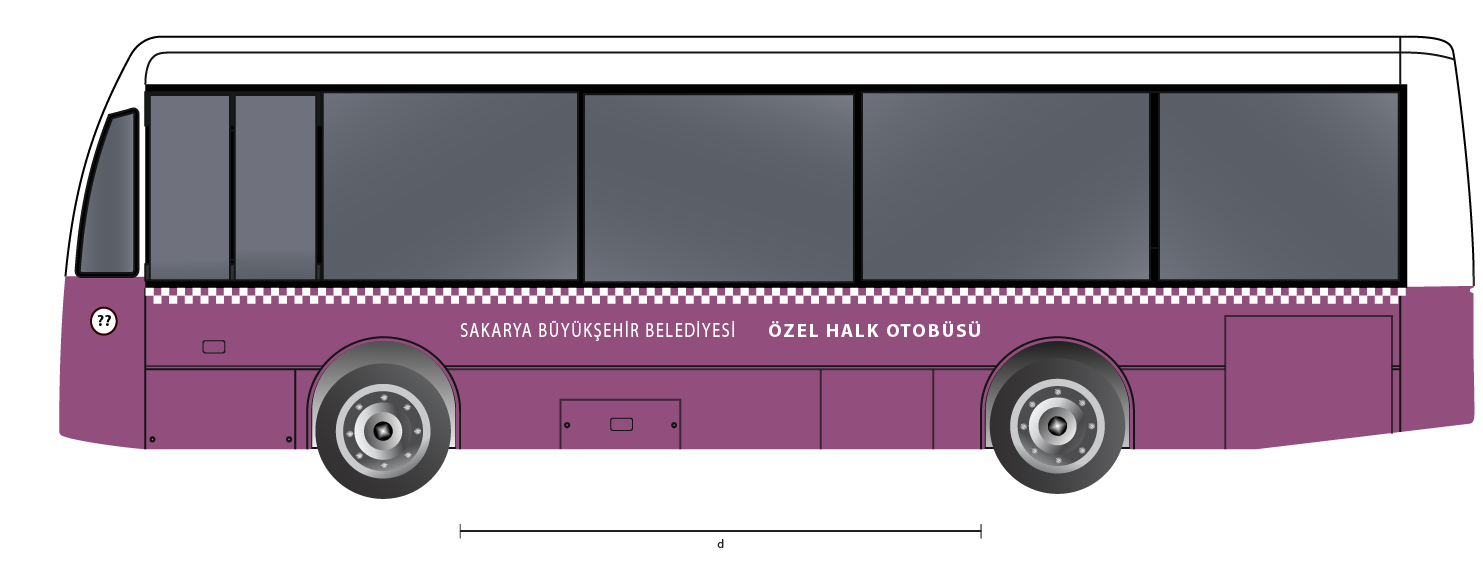 ??
SAKARYA BÜYÜKŞEHİR BELEDİYESİ ÖZEL HALK OTOBÜSÜ
d